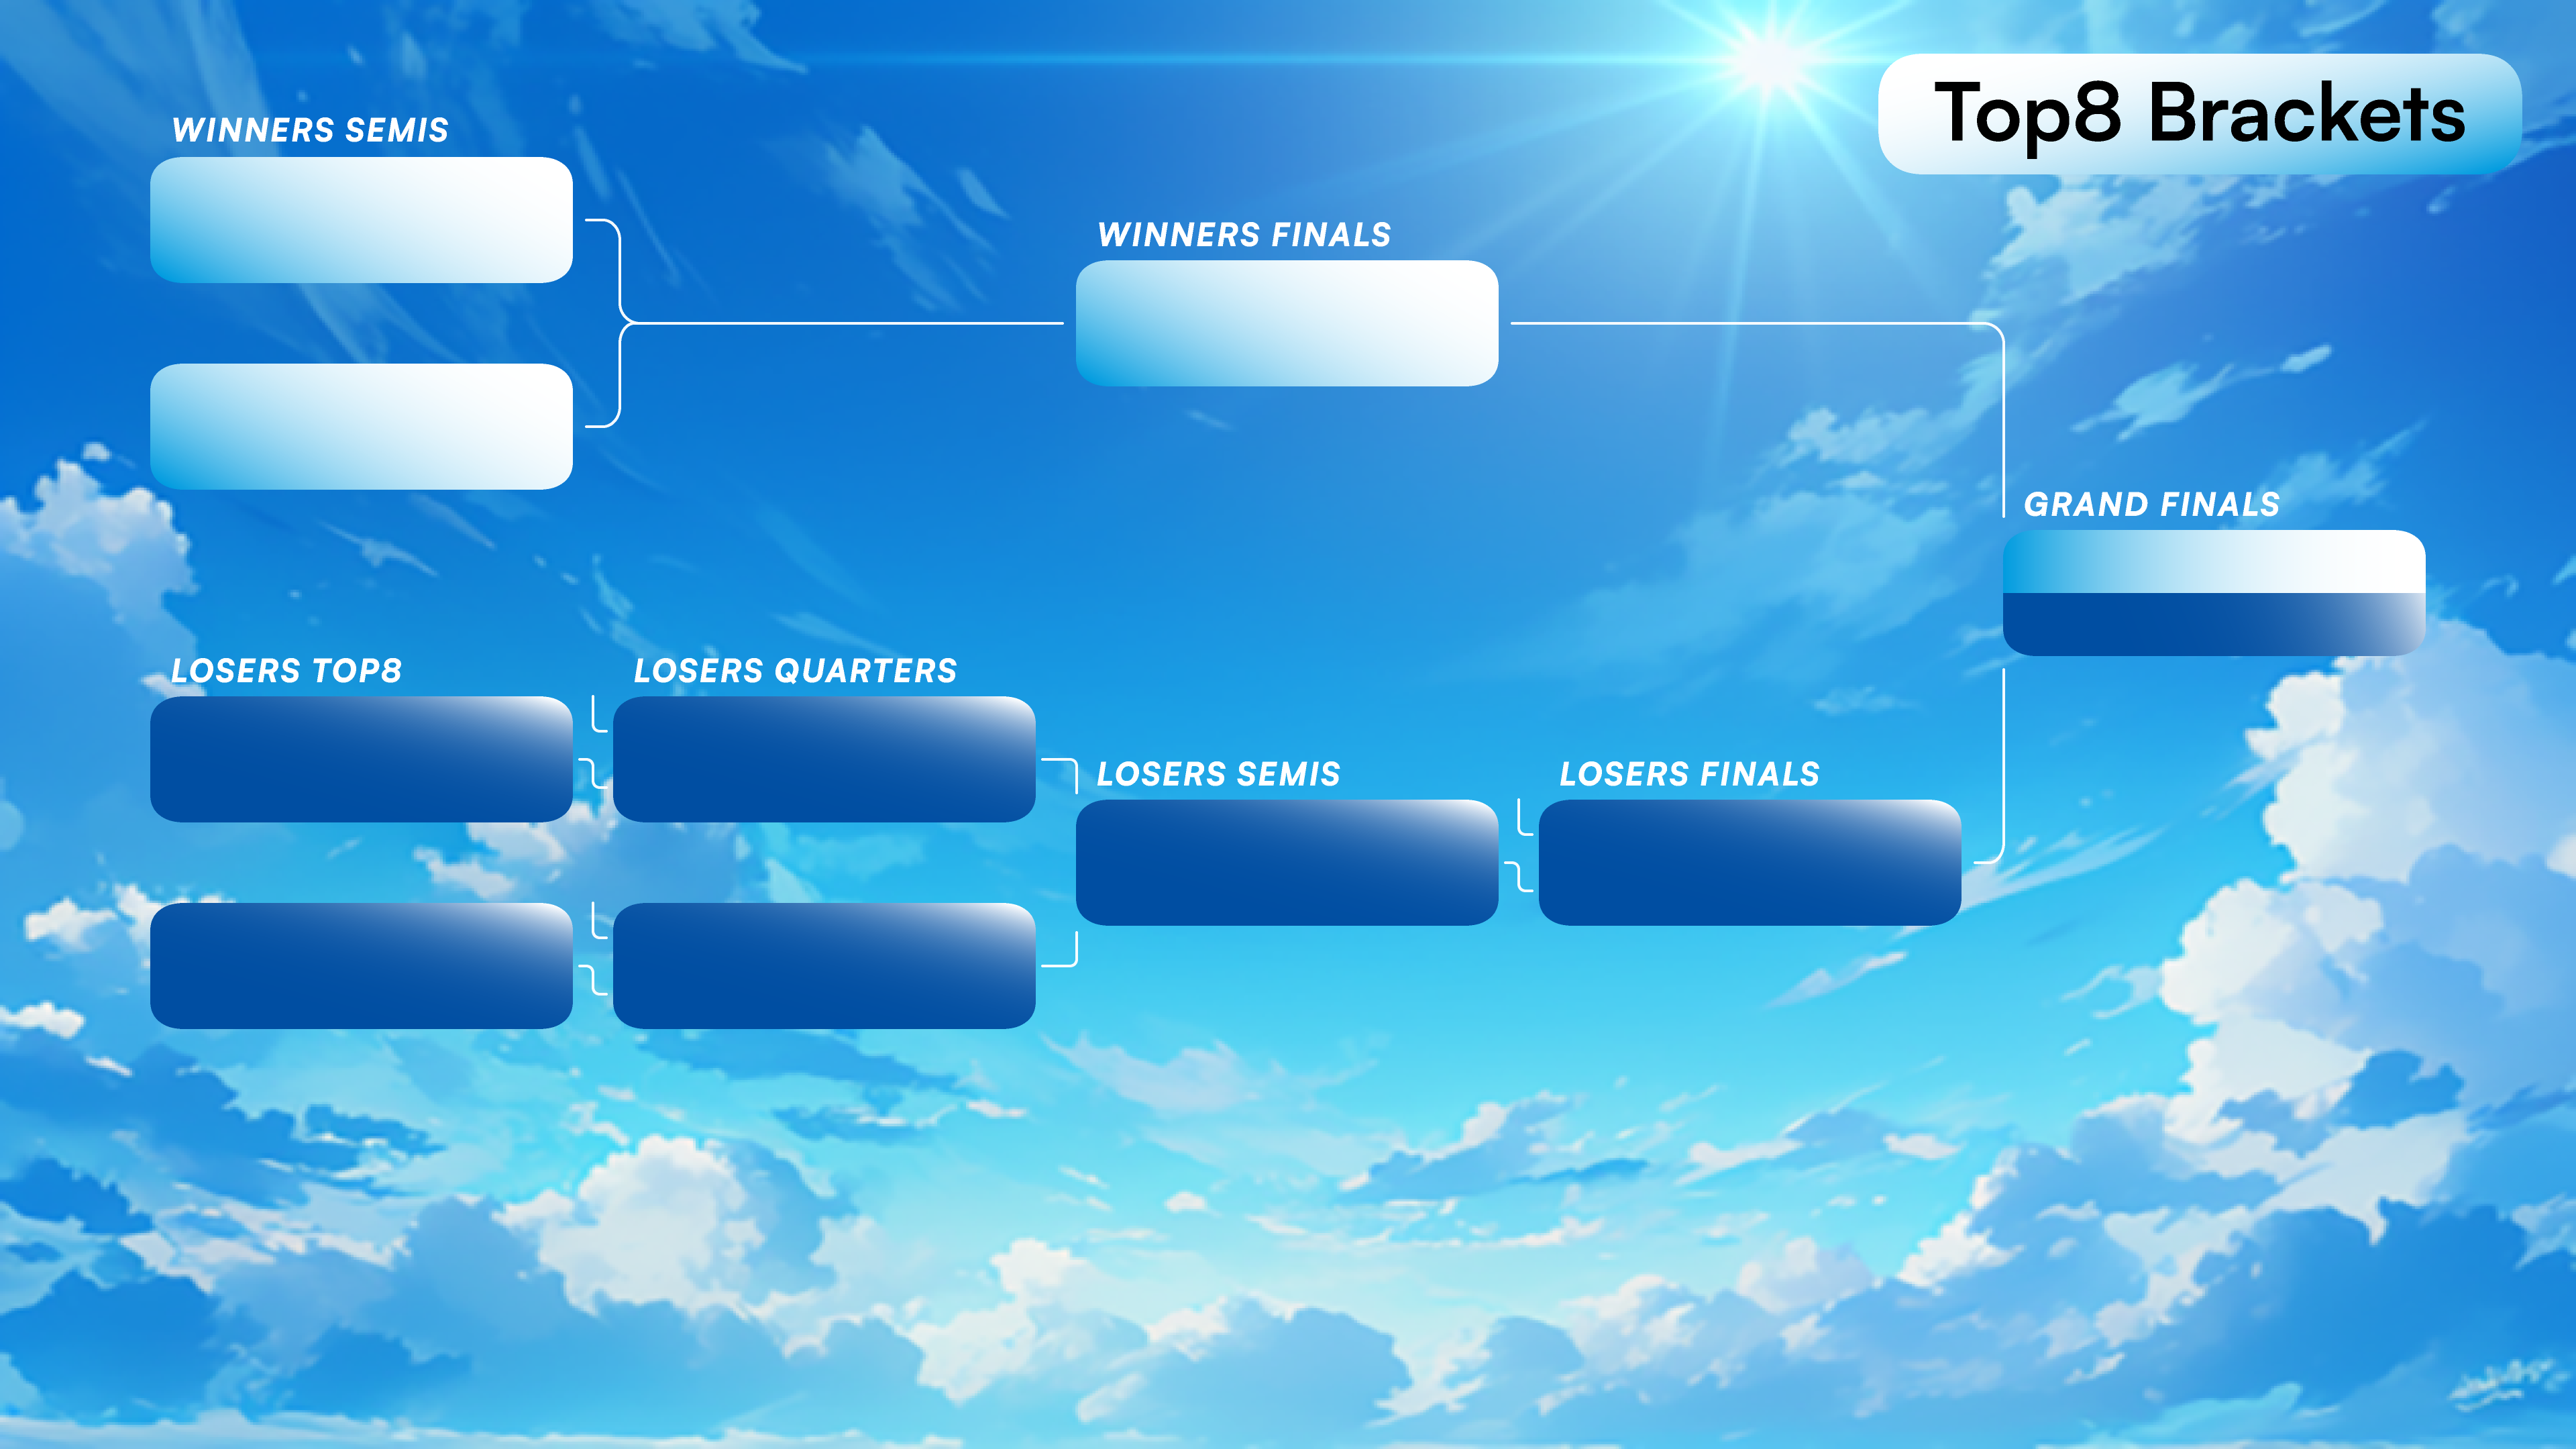 Top8 Brackets
WINNERS SEMIS
WINNERS FINALS
GRAND FINALS
LOSERS TOP8
LOSERS QUARTERS
LOSERS SEMIS
LOSERS FINALS